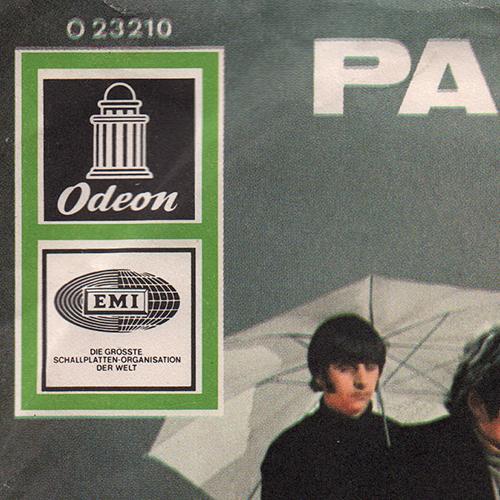 O 23210
PA
Odeon
EMI
DIE GRÖSSTE
SCHALLPLATTEN-ORGANISATION
DER WELT